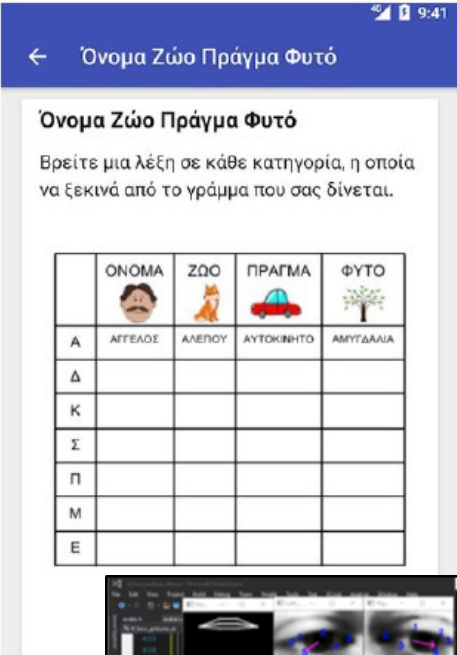 4G 9:41
Όνομα Ζώο Πράγμα Φυτό
Όνομα Ζώο Πράγμα Φυτό
Βρείτε μια λέξη σε κάθε κατηγορία, η οποία
να ξεκινά από το γράμμα που σας δίνεται.
ΟΝΟΜΑ ΖΩΟ ΠΡΑΓΜΑ ΦΥΤΟ
Α ΑΓΓΕΛΟΣ ΑΛΕΠΟΥ ΑΥΤΟΚΙΝΗΤΟ ΑΜΥΓΔΑΛΙΑ
Δ
Κ
Σ
Π
Μ
Ε